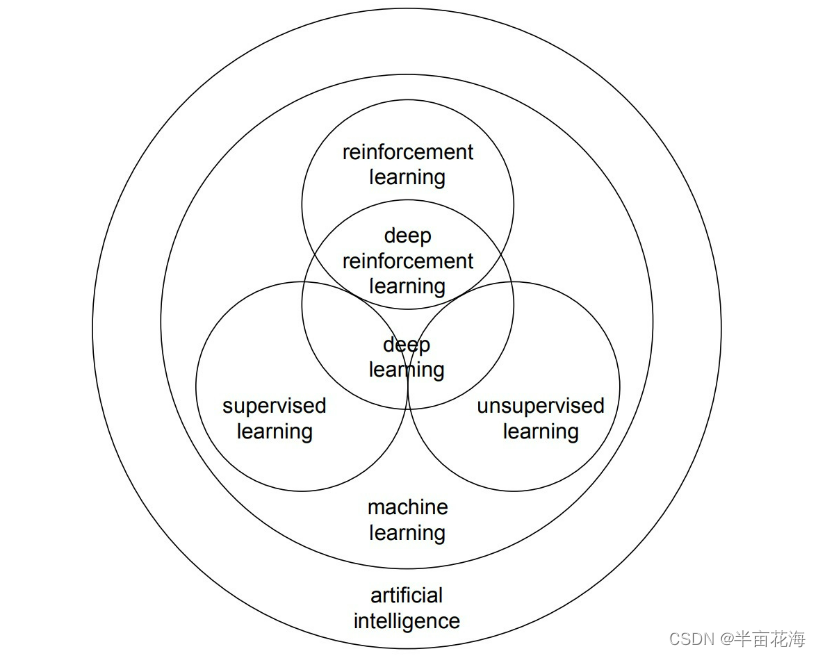 reinforcement
learning
deep
reinforcement
learning
deep
learning
supervised
learning
unsupervised
learning
machine
learning
artificial
intelligence
CSDN @半亩花海